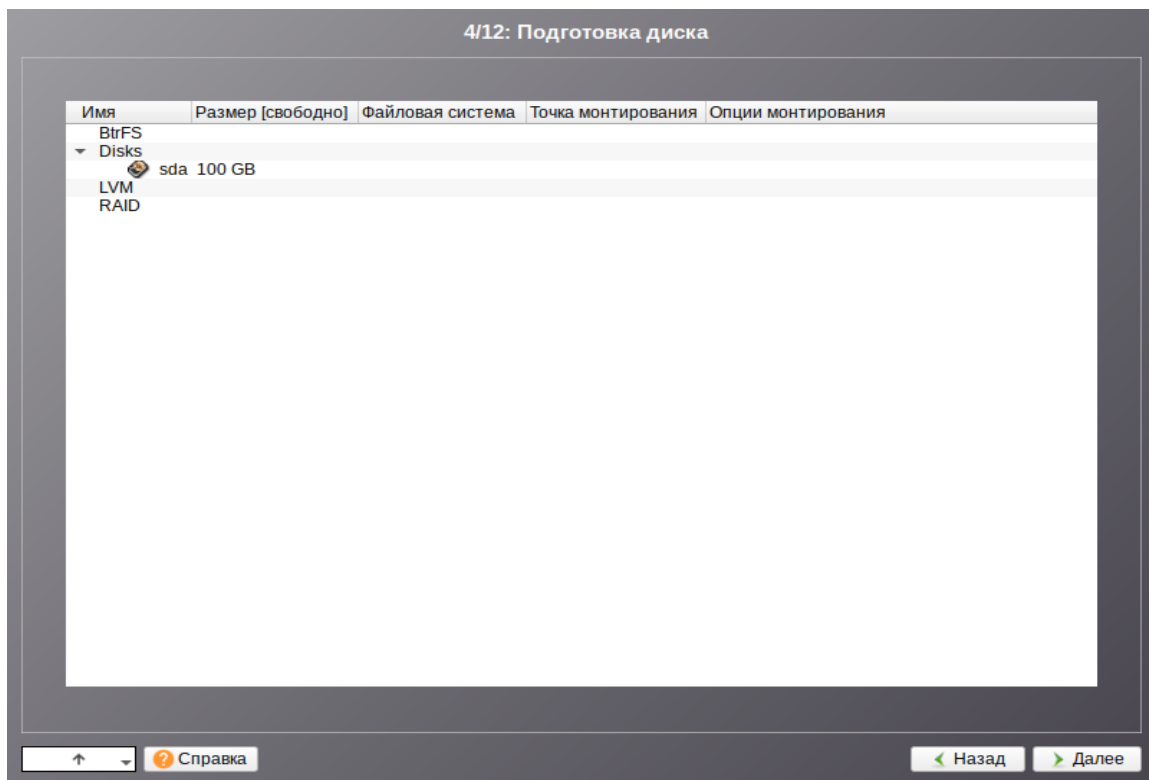 4/12: Подготовка диска
Имя Размер [свободно] Файловая система Точка монтирования Опции монтирования
BtrFS
Disks
sda 100 GB
LVM
RAID
Справка Назад Далее